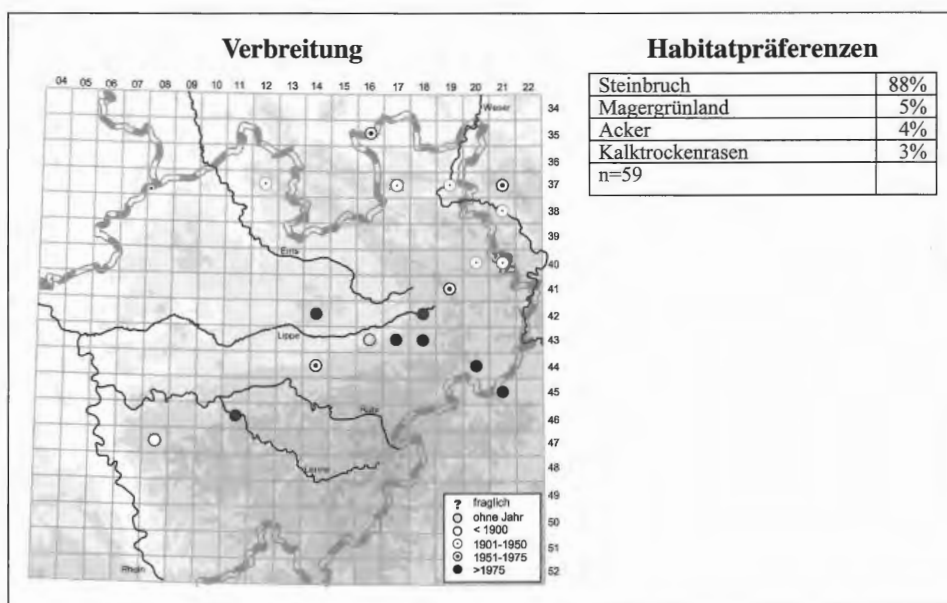 Verbreitung
Habitatpräferenzen
04 05 06 07 08 09 10 11 12 13 14 15 16 17 18 19 20 21 22
34
35
36
37
38
40
41
42
43
44
45
46
47
48
49
50
51
52
Weser
Ems
Lippe
Ruhr
Lenne
Rhein
? fraglich
ohne Jahr
< 1900
1901-1950
1951-1975
>1975
Steinbruch 88%
Magergrünland 5%
Acker 4%
Kalktrockenrasen 3%
n=59